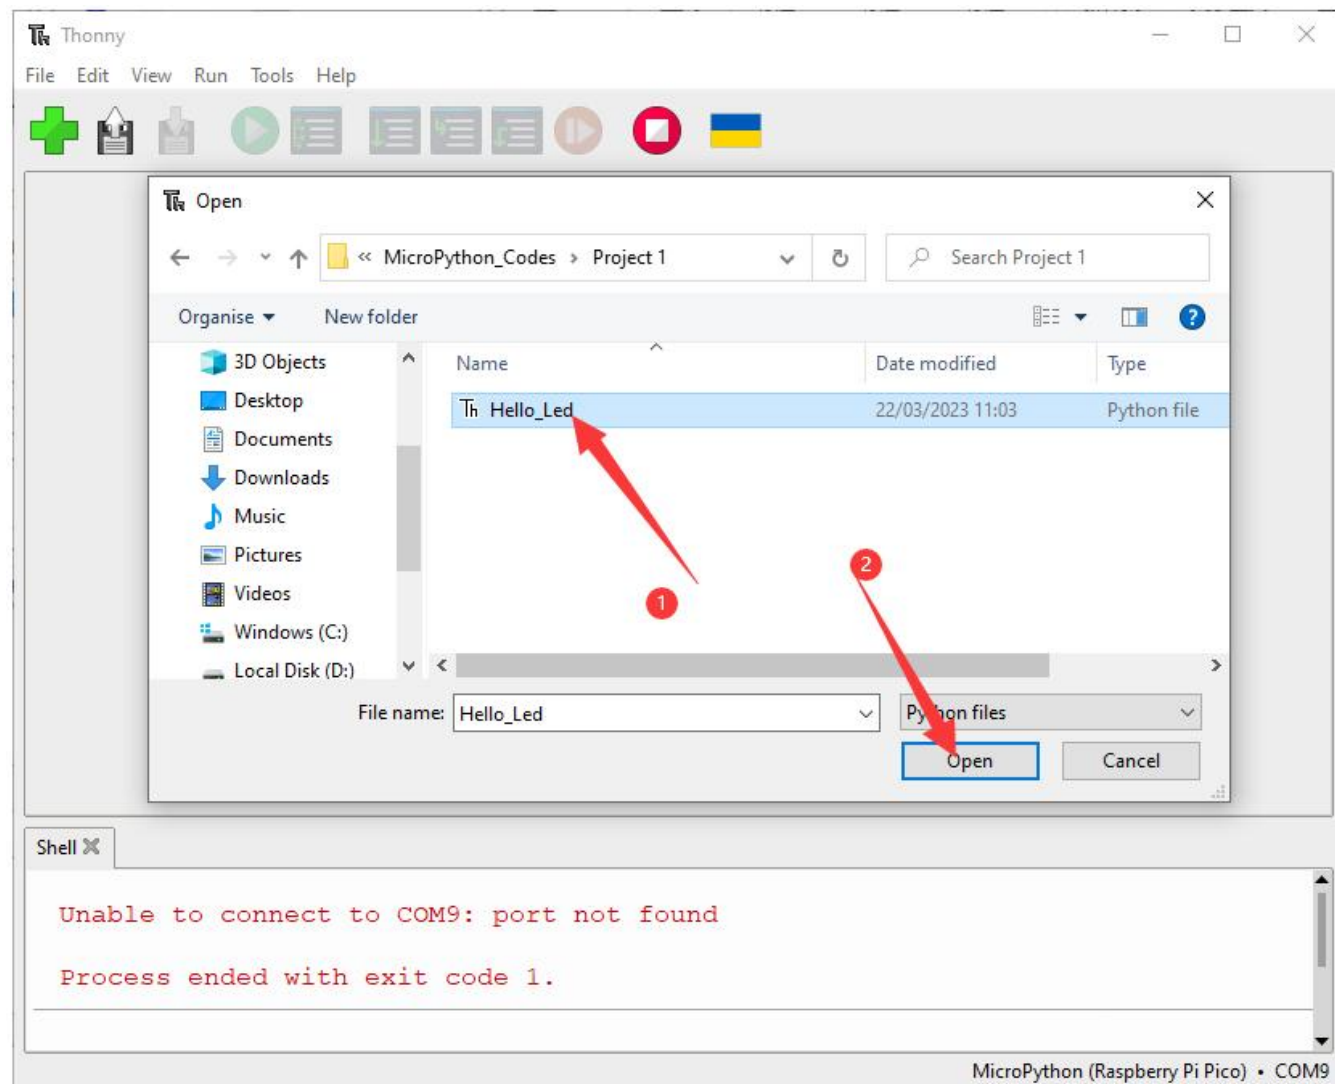 Thonny
File Edit View Run Tools Help
Open
« MicroPython_Codes › Project 1
Search Project 1
Organise New folder
Name Date modified Type
3D Objects
Hello_Led 22/03/2023 11:03 Python file
Desktop
Documents
Downloads
Music
Pictures
Videos
Windows (C:)
Local Disk (D:)
1
2
File name: Hello_Led Python files
Open Cancel
Shell
Unable to connect to COM9: port not found
Process ended with exit code 1.
MicroPython (Raspberry Pi Pico) • COM9